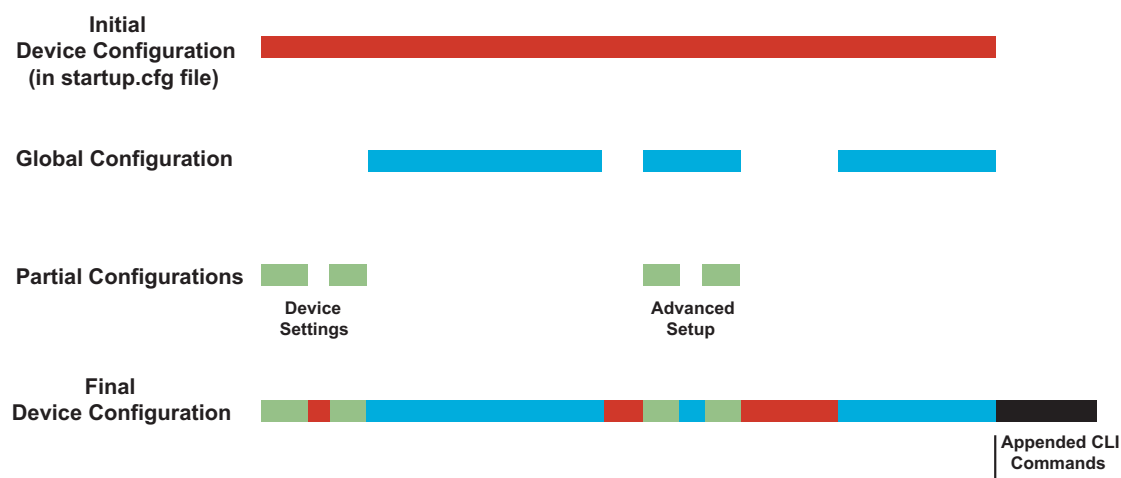 Initial
Device Configuration
(in startup.cfg file)
Global Configuration
Partial Configurations
Device
Settings
Advanced
Setup
Final
Device Configuration
Appended CLI
Commands